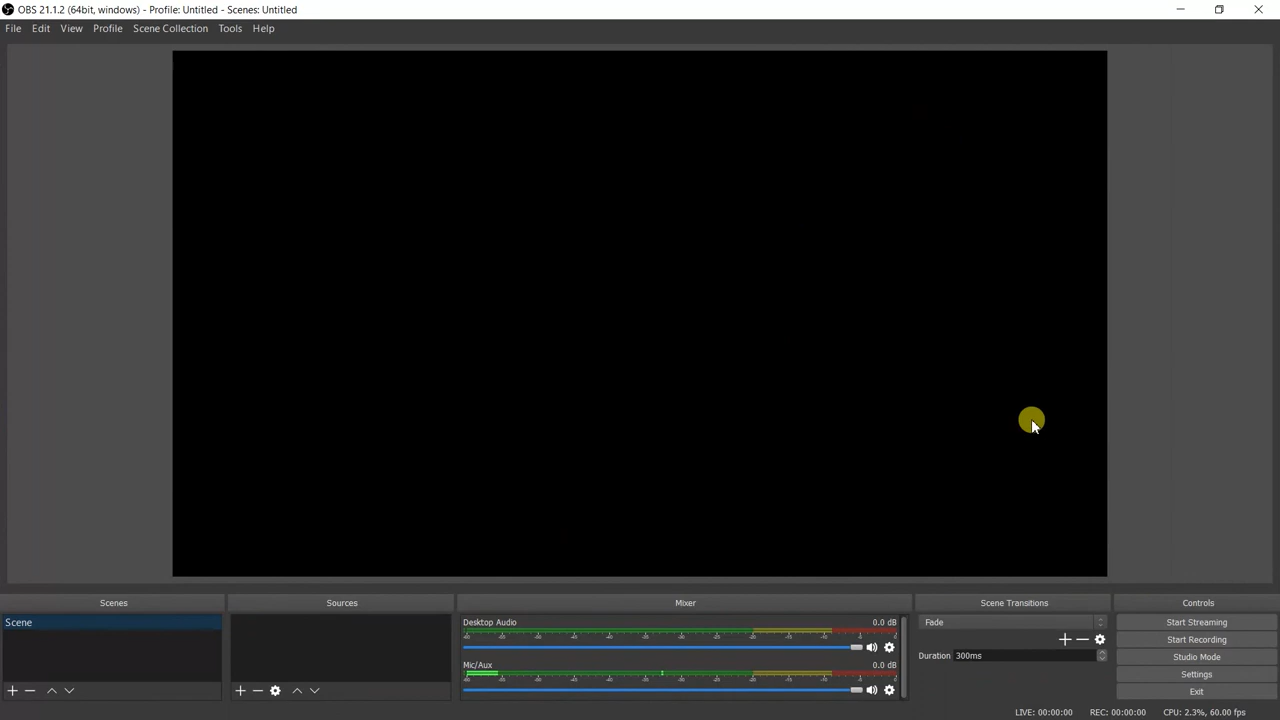 OBS 21.1.2 (64bit, windows) - Profile: Untitled - Scenes: Untitled
File Edit View Profile Scene Collection Tools Help
Scenes
Scene
Sources
Mixer
Desktop Audio 0.0 dB
Mic/Aux 0.0 dB
Scene Transitions
Fade
Duration 300ms
Controls
Start Streaming
Start Recording
Studio Mode
Settings
Exit
LIVE: 00:00:00 REC: 00:00:00 CPU: 2.3%, 60.00 fps